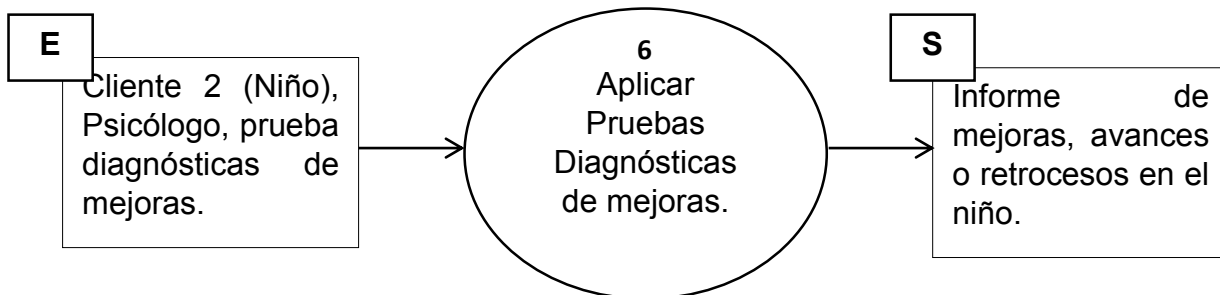 E
Cliente 2 (Niño),
Psicólogo, prueba
diagnósticas de
mejoras.
6
Aplicar
Pruebas
Diagnósticas
de mejoras.
S
Informe de
mejoras, avances
o retrocesos en el
niño.